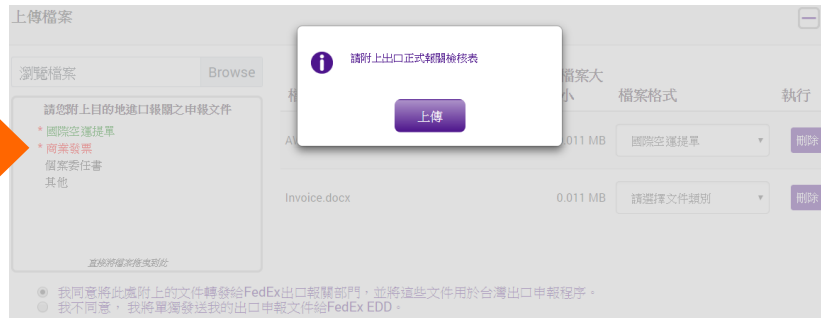 上傳檔案
請附上出口正式報關檢核表
上傳
瀏覽檔案
Browse
檔案大
小
檔案格式
執行
請您附上目的地進口報關之申報文件
* 國際空運提單
* 商業發票
個案委任書
其他
直接將檔案拖曳到此
.011 MB
國際空運提單
刪除
Invoice.docx
0.011 MB
請選擇文件類別
刪除
我同意將此處附上的文件轉發給FedEx出口報關部門，並將這些文件用於台灣出口申報程序。
我不同意， 我將單獨發送我的出口申報文件給FedEx EDD。